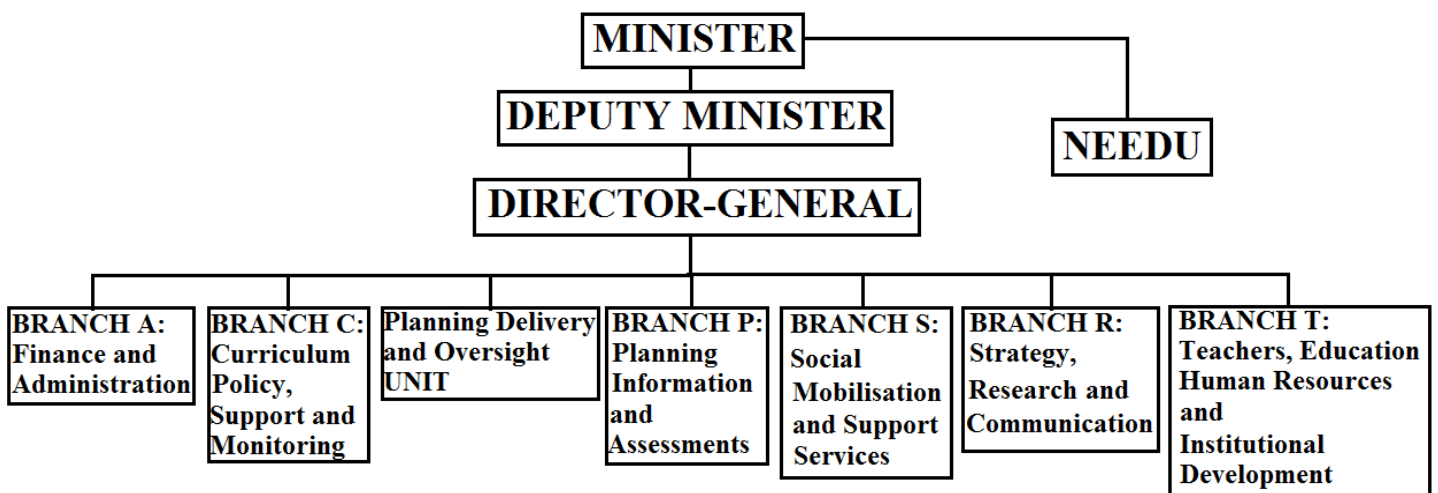 MINISTER
DEPUTY MINISTER
NEEDU
DIRECTOR-GENERAL
BRANCH A:
Finance and
Administration
BRANCH C:
Curriculum
Policy,
Support and
Monitoring
Planning Delivery
and Oversight
UNIT
BRANCH P:
Planning
Information
and
Assessments
BRANCH S:
Social
Mobilisation
and Support
Services
BRANCH R:
Strategy,
Research and
Communication
BRANCH T:
Teachers, Education
Human Resources
and
Institutional
Development